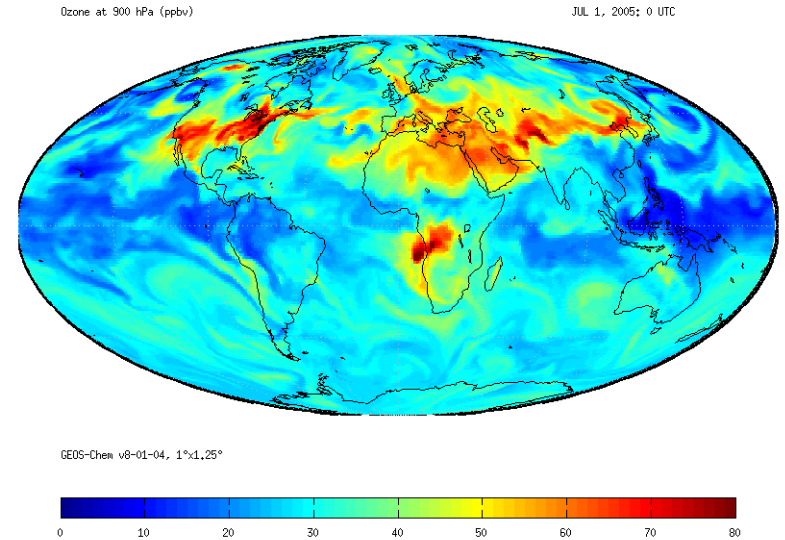 Ozone at 900 hPa (ppbv)
JUL 1, 2005; 0 UTC
GEOS-Chem v8-01-04, 1°x1.25°
0 10 20 30 40 50 60 70 80